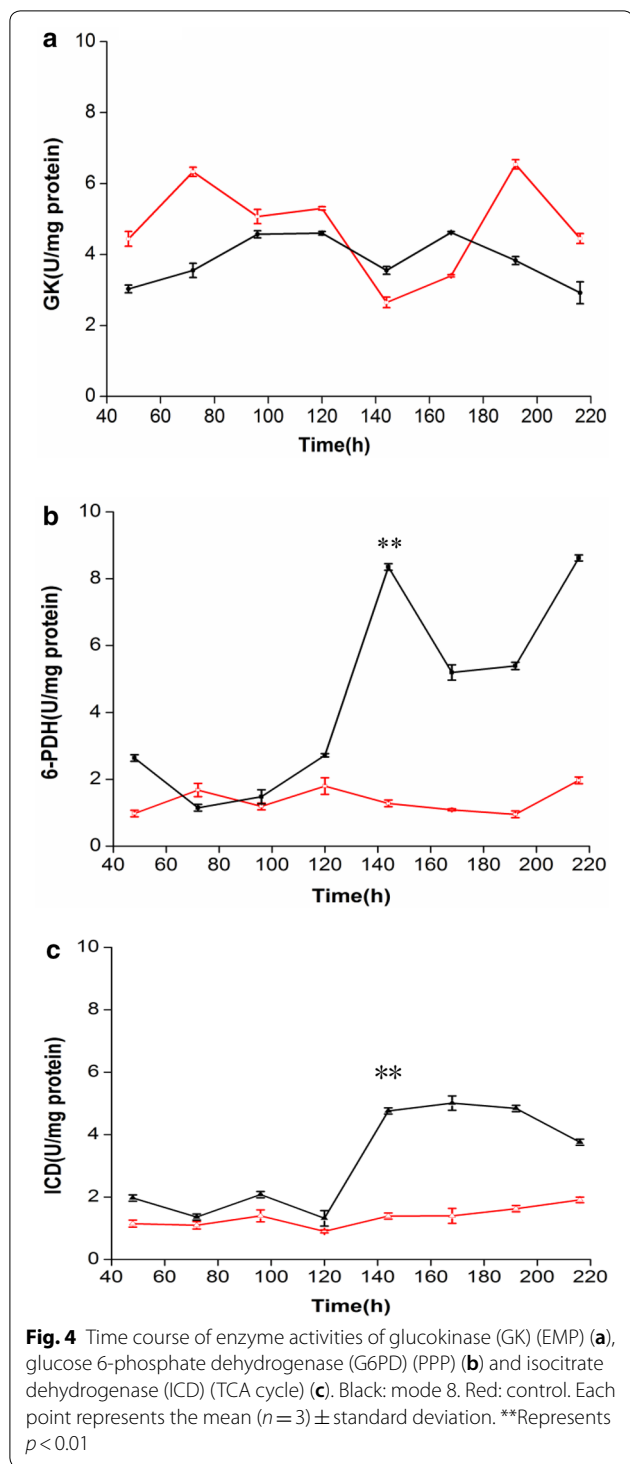 a
10
8
6
4
2
0
GK(U/mg protein)
40 60 80 100 120 140 160 180 200 220
Time(h)
b
10
8
6
4
2
0
6-PDH(U/mg protein)
**
40 60 80 100 120 140 160 180 200 220
Time(h)
c
10
8
6
4
2
0
ICD(U/mg protein)
**
40 60 80 100 120 140 160 180 200 220
Time(h)
Fig. 4 Time course of enzyme activities of glucokinase (GK) (EMP) (a),
glucose 6-phosphate dehydrogenase (G6PD) (PPP) (b) and isocitrate
dehydrogenase (ICD) (TCA cycle) (c). Black: mode 8. Red: control. Each
point represents the mean (n = 3) ± standard deviation. **Represents
p < 0.01